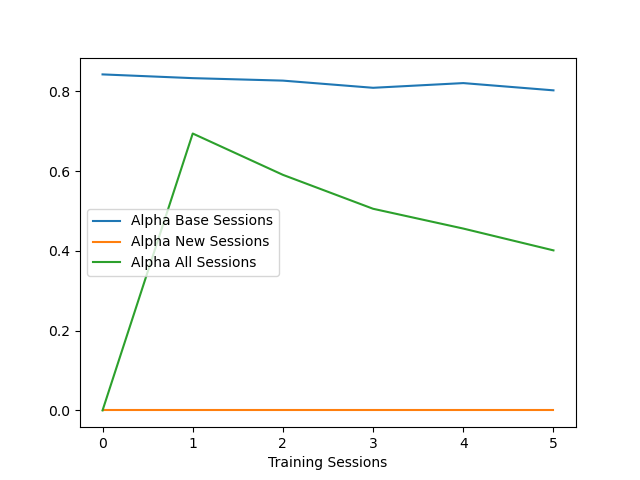 0.8
0.6
0.4
0.2
0.0
Alpha Base Sessions
Alpha New Sessions
Alpha All Sessions
0 1 2 3 4 5
Training Sessions